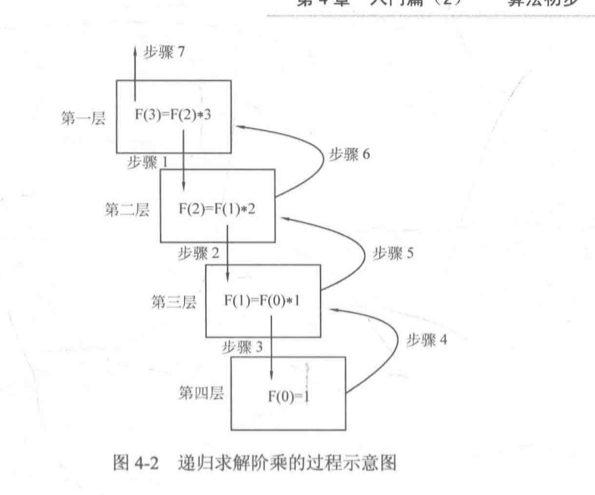 第4章 入门篇（2）——算法初步
步骤 7
第一层
F(3)=F(2)*3
步骤 1
步骤 6
第二层
F(2)=F(1)*2
步骤 2
步骤 5
第三层
F(1)=F(0)*1
步骤 3
步骤 4
第四层
F(0)=1
图 4-2 递归求解阶乘的过程示意图